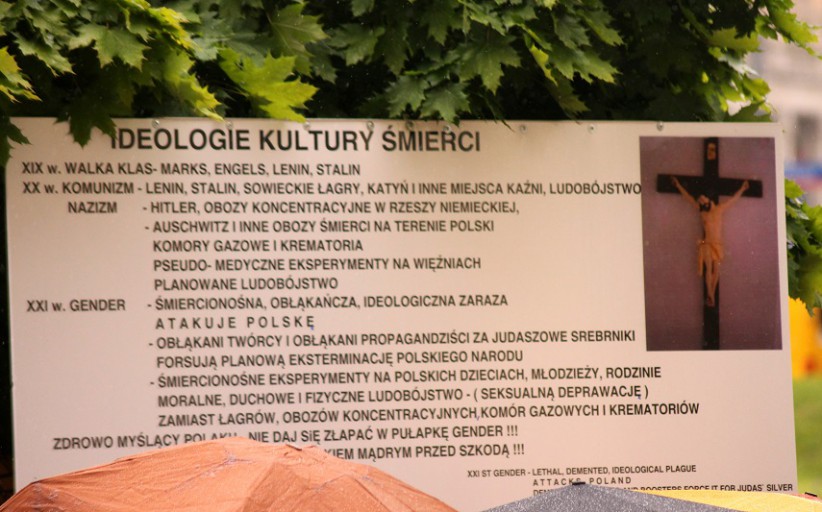 IDEOLOGIE KULTURY ŚMIERCI
XIX w. WALKA KLAS- MARKS, ENGELS, LENIN, STALIN
XX w. KOMUNIZM - LENIN, STALIN, SOWIECKIE ŁAGRY, KATYŃ I INNE MIEJSCA KAŹNI, LUDOBÓJSTWO
NAZIZM - HITLER, OBOZY KONCENTRACYJNE W RZESZY NIEMIECKEJ,
- AUSCHWITZ I INNE OBOZY ŚMIERCI NA TERENIE POLSKI
KOMORY GAZOWE I KREMATORIA
PSEUDO- MEDYCZNE EKSPERYMENTY NA WIĘŹNIACH
PLANOWANE LUDOBÓJSTWO
XXI w. GENDER - ŚMIERCIONOŚNA, OBŁĄKAŃCZA, IDEOLOGICZNA ZARAZA
ATAKUJE POLSKĘ
- OBŁĄKANI TWÓRCY I OBŁĄKANI PROPAGANDZIŚCI ZA JUDASZOWE SREBRNIKI
FORSUJĄ PLANOWĄ EKSTERMINACJĘ POLSKIEGO NARODU
- ŚMIERCIONOŚNE EKSPERYMENTY NA POLSKICH DZIECIACH, MŁODZIEŻY, RODZINIE
MORALNE, DUCHOWE I FIZYCZNE LUDOBÓJSTWO - ( SEKSUALNĄ DEPRAWACJĘ )
ZAMIAST ŁAGRÓW, OBOZÓW KONCENTRACYJNYCH,KOMÓR GAZOWYCH I KREMATORIÓW
ZDROWO MYŚLĄCY POLAKU - NIE DAJ SIĘ ZŁAPAĆ W PUŁAPKĘ GENDER !!!
MĄDRYM PRZED SZKODĄ !!!
XXI ST GENDER - LETHAL, DEMENTED, IDEOLOGICAL PLAGUE
ATTACKS POLAND
BOOSTERS FORCE IT FOR JUDAS' SILVER